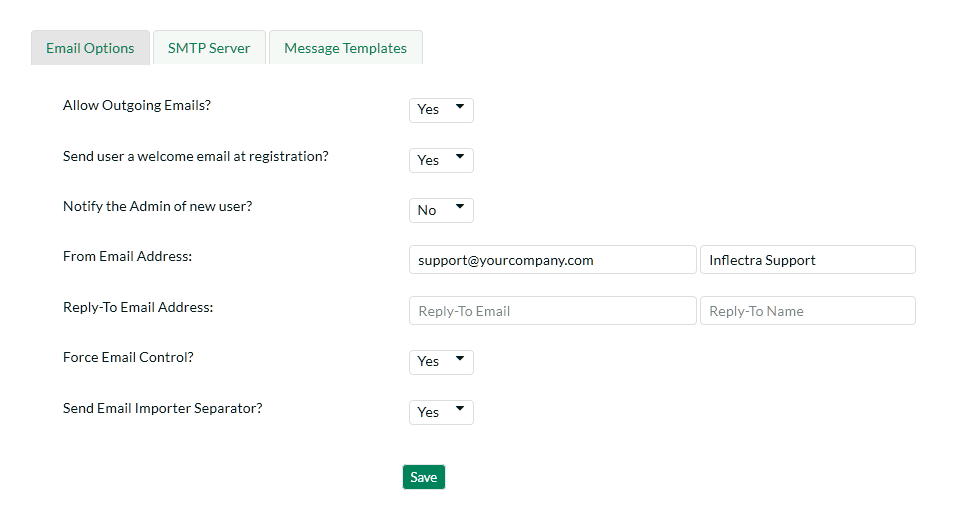 Email Options SMTP Server Message Templates
Allow Outgoing Emails? Yes
Send user a welcome email at registration? Yes
Notify the Admin of new user? No
From Email Address: support@yourcompany.com Inflectra Support
Reply-To Email Address: Reply-To Email Reply-To Name
Force Email Control? Yes
Send Email Importer Separator? Yes
Save